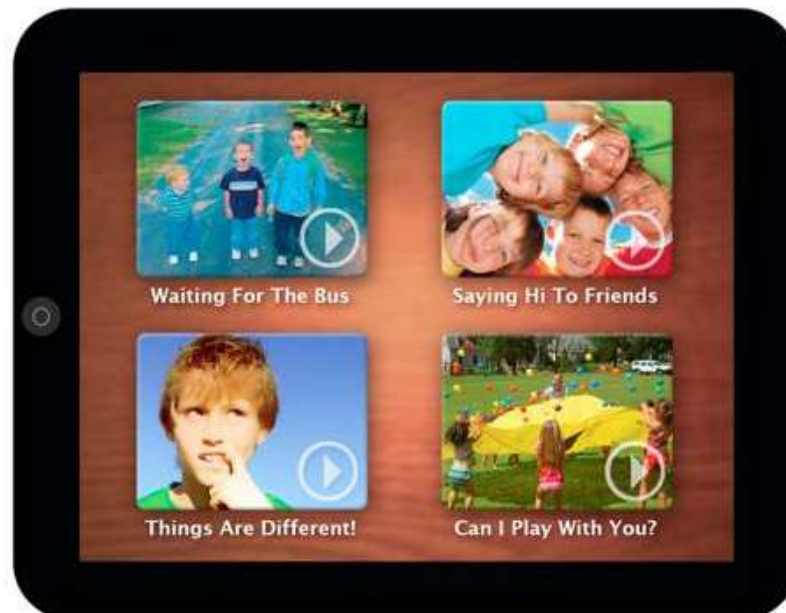 Waiting For The Bus
Saying Hi To Friends
Things Are Different!
Can I Play With You?